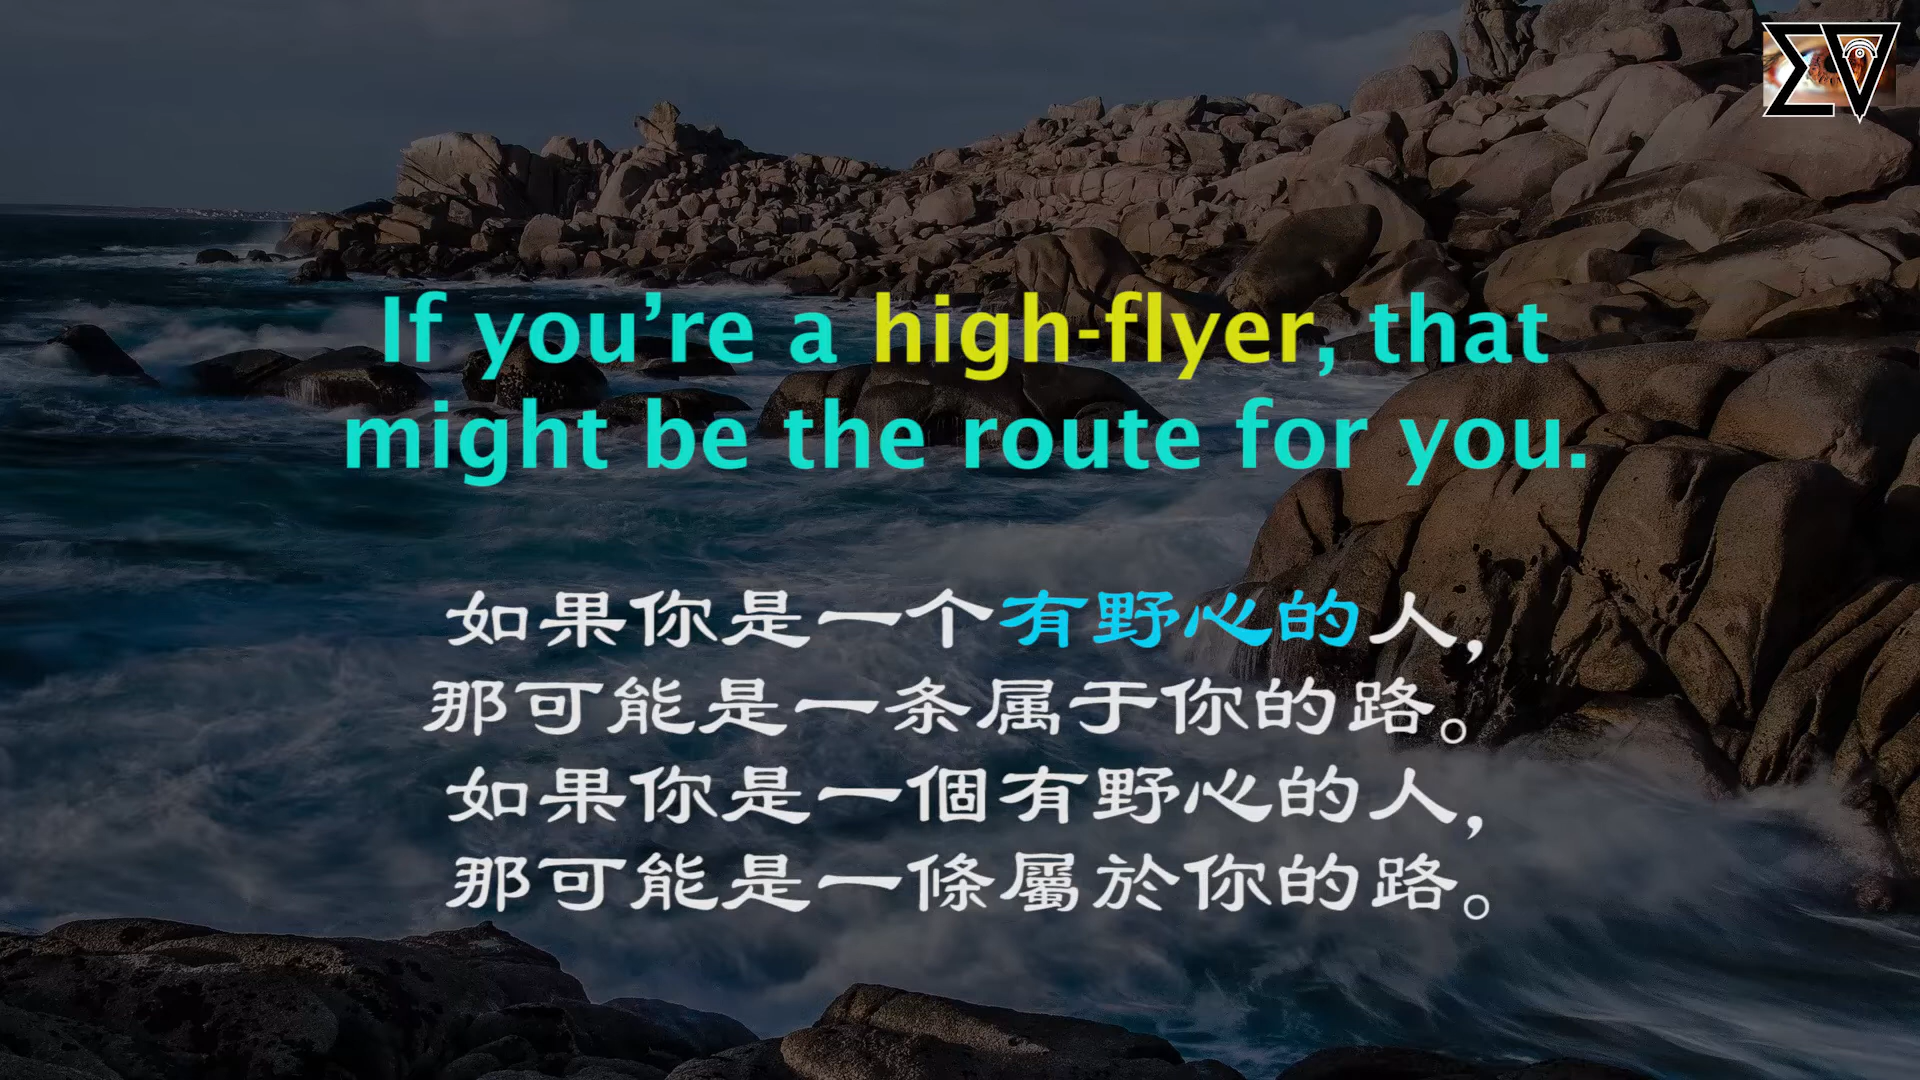 If you’re a high-flyer, that
might be the route for you.
如果你是一个有野心的人,
那可能是一条属于你的路。
如果你是一個有野心的人,
那可能是一條屬於你的路。